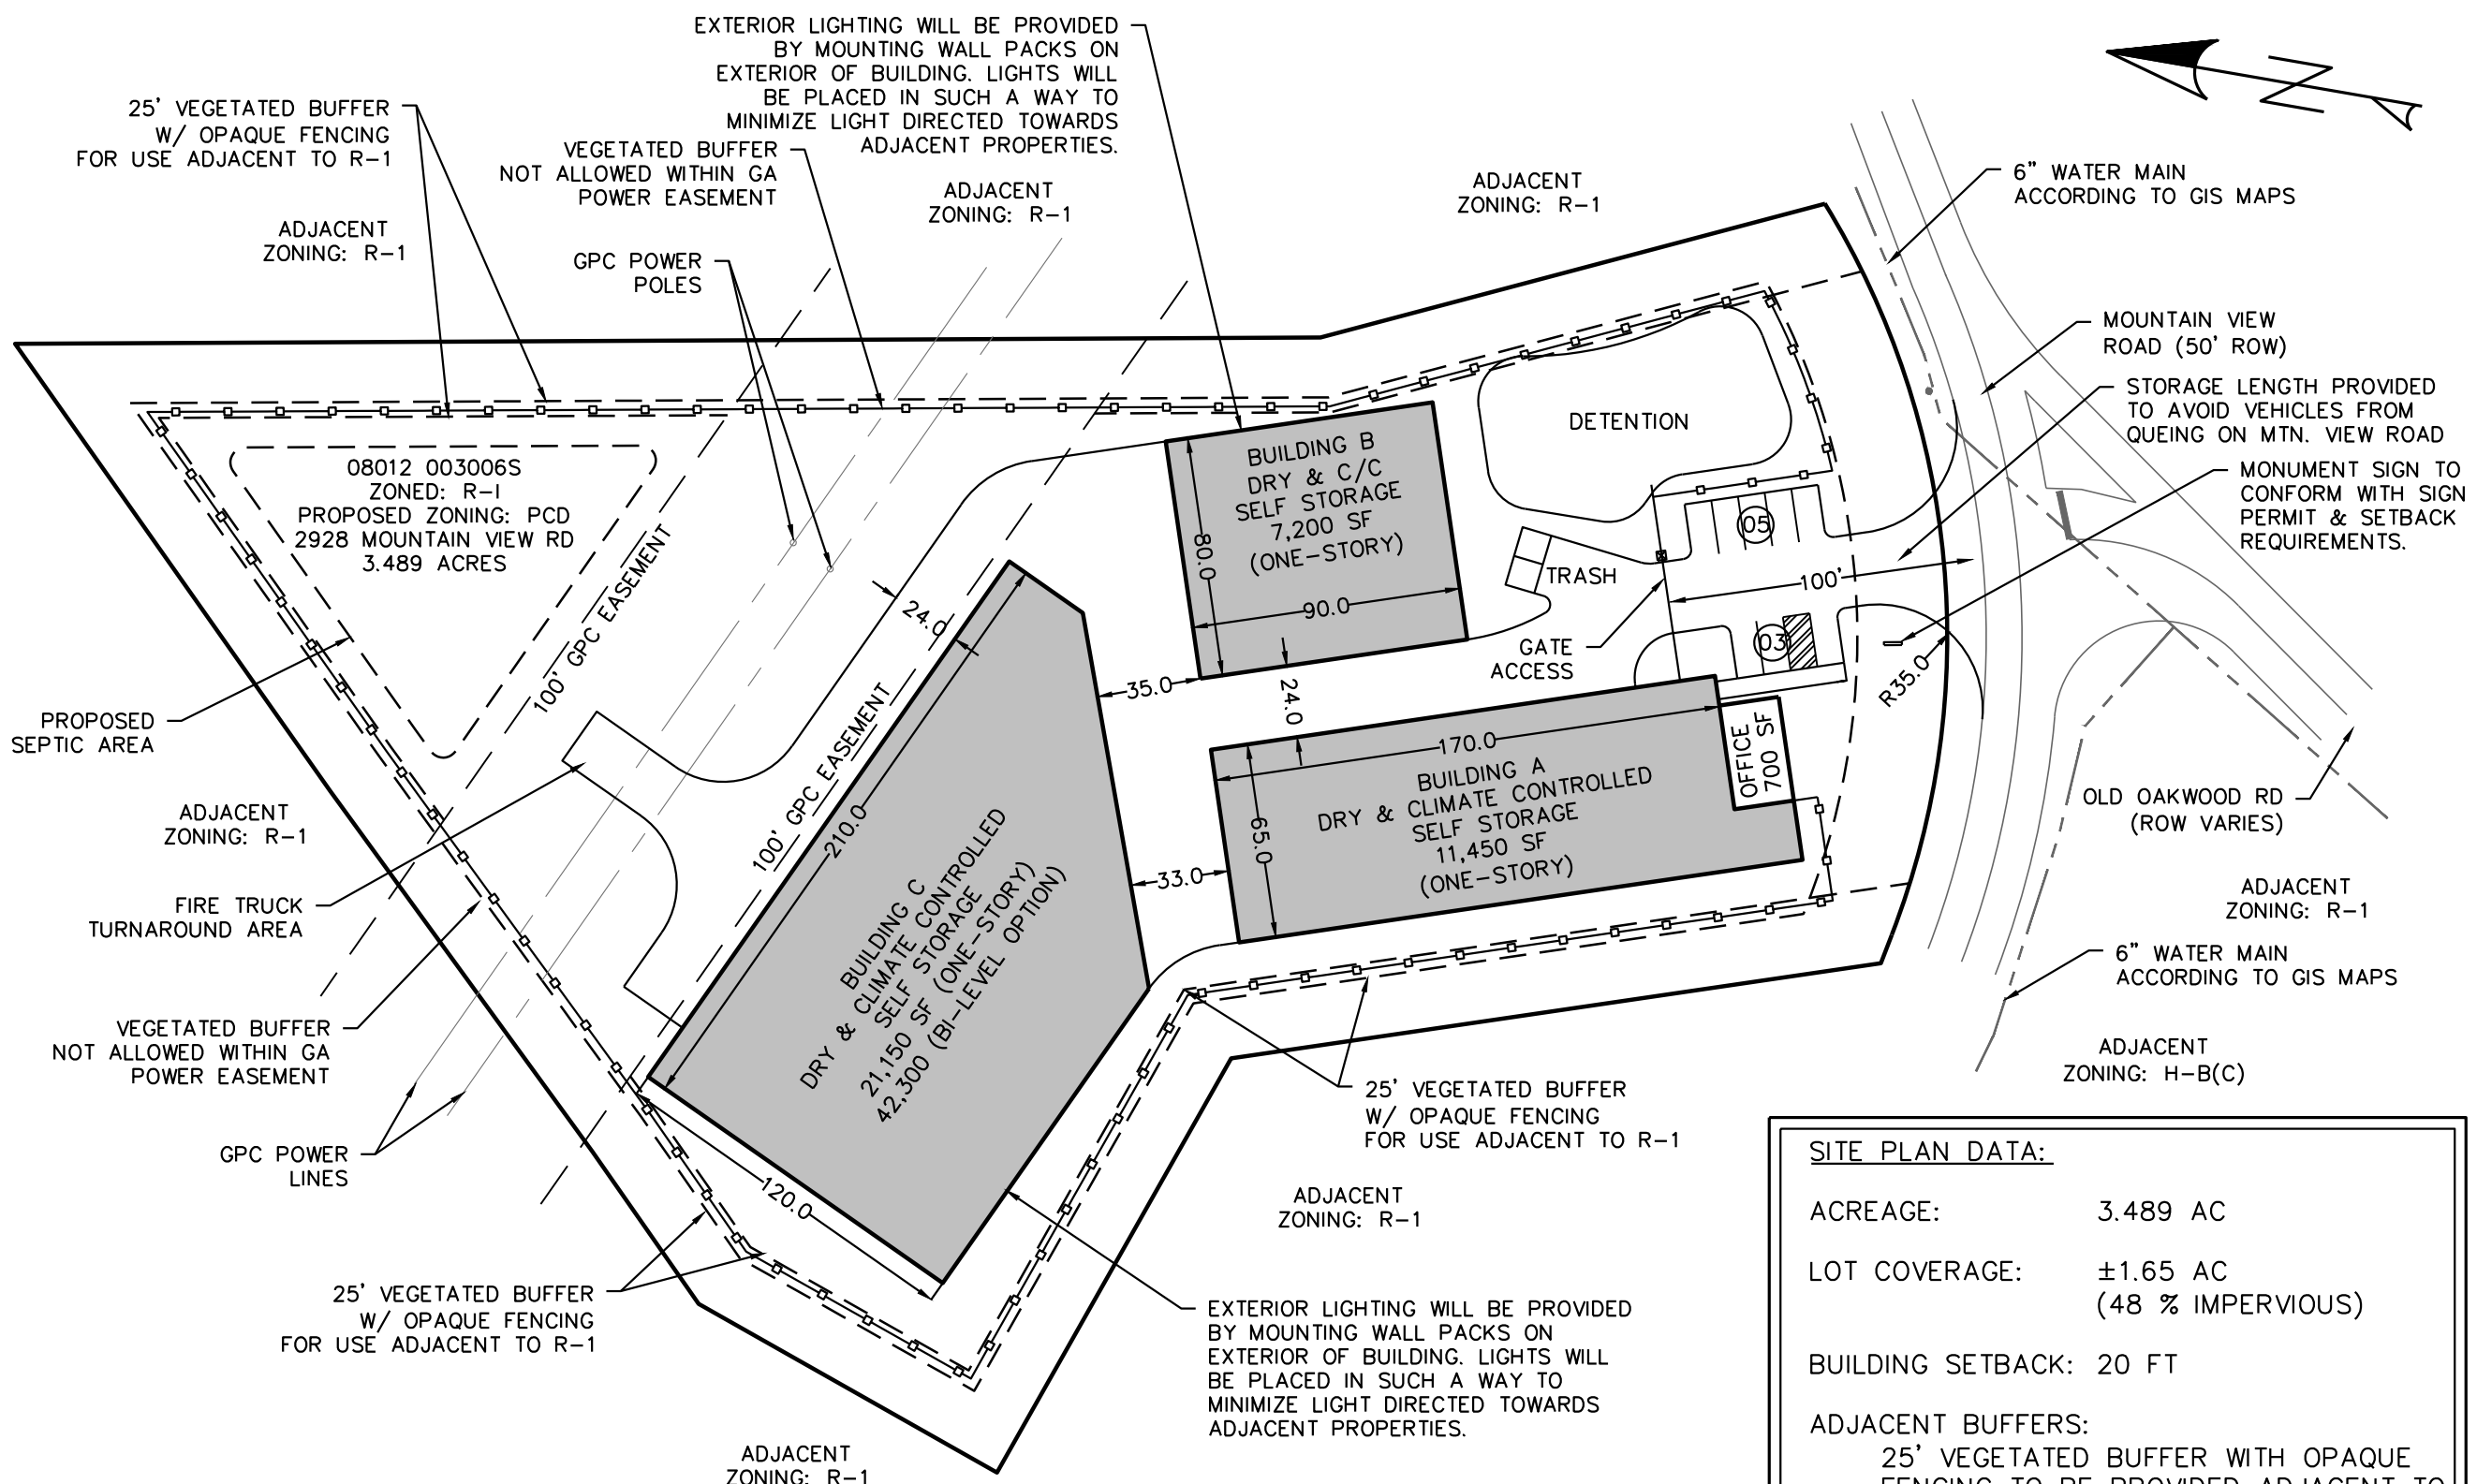 EXTERIOR LIGHTING WILL BE PROVIDED
BY MOUNTING WALL PACKS ON
EXTERIOR OF BUILDING. LIGHTS WILL
BE PLACED IN SUCH A WAY TO
MINIMIZE LIGHT DIRECTED TOWARDS
ADJACENT PROPERTIES.
25' VEGETATED BUFFER
W/ OPAQUE FENCING
FOR USE ADJACENT TO R-1
VEGETATED BUFFER
NOT ALLOWED WITHIN GA
POWER EASEMENT
ADJACENT
ZONING: R-1
ADJACENT
ZONING: R-1
ADJACENT
ZONING: R-1
GPC POWER
POLES
N
6" WATER MAIN
ACCORDING TO GIS MAPS
MOUNTAIN VIEW
ROAD (50' ROW)
STORAGE LENGTH PROVIDED
TO AVOID VEHICLES FROM
QUEING ON MTN. VIEW ROAD
MONUMENT SIGN TO
CONFORM WITH SIGN
PERMIT & SETBACK
REQUIREMENTS.
08012 003006S
ZONED: R-1
PROPOSED ZONING: PCD
2928 MOUNTAIN VIEW RD
3.489 ACRES
100' GPC EASEMENT
24.0
BUILDING B
DRY & C/C
SELF STORAGE
7,200 SF
(ONE-STORY)
80.0
90.0
DETENTION
TRASH
05
100'
03
GATE
ACCESS
R35.0
35.0
24.0
PROPOSED
SEPTIC AREA
100' GPC EASEMENT
210.0
BUILDING C
DRY & CLIMATE CONTROLLED
SELF STORAGE
21,150 SF (ONE-STORY)
42,300 (BI-LEVEL OPTION)
120.0
170.0
BUILDING A
DRY & CLIMATE CONTROLLED
SELF STORAGE
11,450 SF
(ONE-STORY)
65.0
33.0
OFFICE
700 SF
OLD OAKWOOD RD
(ROW VARIES)
ADJACENT
ZONING: R-1
ADJACENT
ZONING: R-1
FIRE TRUCK
TURNAROUND AREA
6" WATER MAIN
ACCORDING TO GIS MAPS
VEGETATED BUFFER
NOT ALLOWED WITHIN GA
POWER EASEMENT
ADJACENT
ZONING: H-B(C)
25' VEGETATED BUFFER
W/ OPAQUE FENCING
FOR USE ADJACENT TO R-1
GPC POWER
LINES
ADJACENT
ZONING: R-1
25' VEGETATED BUFFER
W/ OPAQUE FENCING
FOR USE ADJACENT TO R-1
EXTERIOR LIGHTING WILL BE PROVIDED
BY MOUNTING WALL PACKS ON
EXTERIOR OF BUILDING. LIGHTS WILL
BE PLACED IN SUCH A WAY TO
MINIMIZE LIGHT DIRECTED TOWARDS
ADJACENT PROPERTIES.
ADJACENT
ZONING: R-1
SITE PLAN DATA:
ACREAGE: 3.489 AC
LOT COVERAGE: ±1.65 AC
(48 % IMPERVIOUS)
BUILDING SETBACK: 20 FT
ADJACENT BUFFERS:
25' VEGETATED BUFFER WITH OPAQUE
FENCING TO BE PROVIDED ADJACENT TO